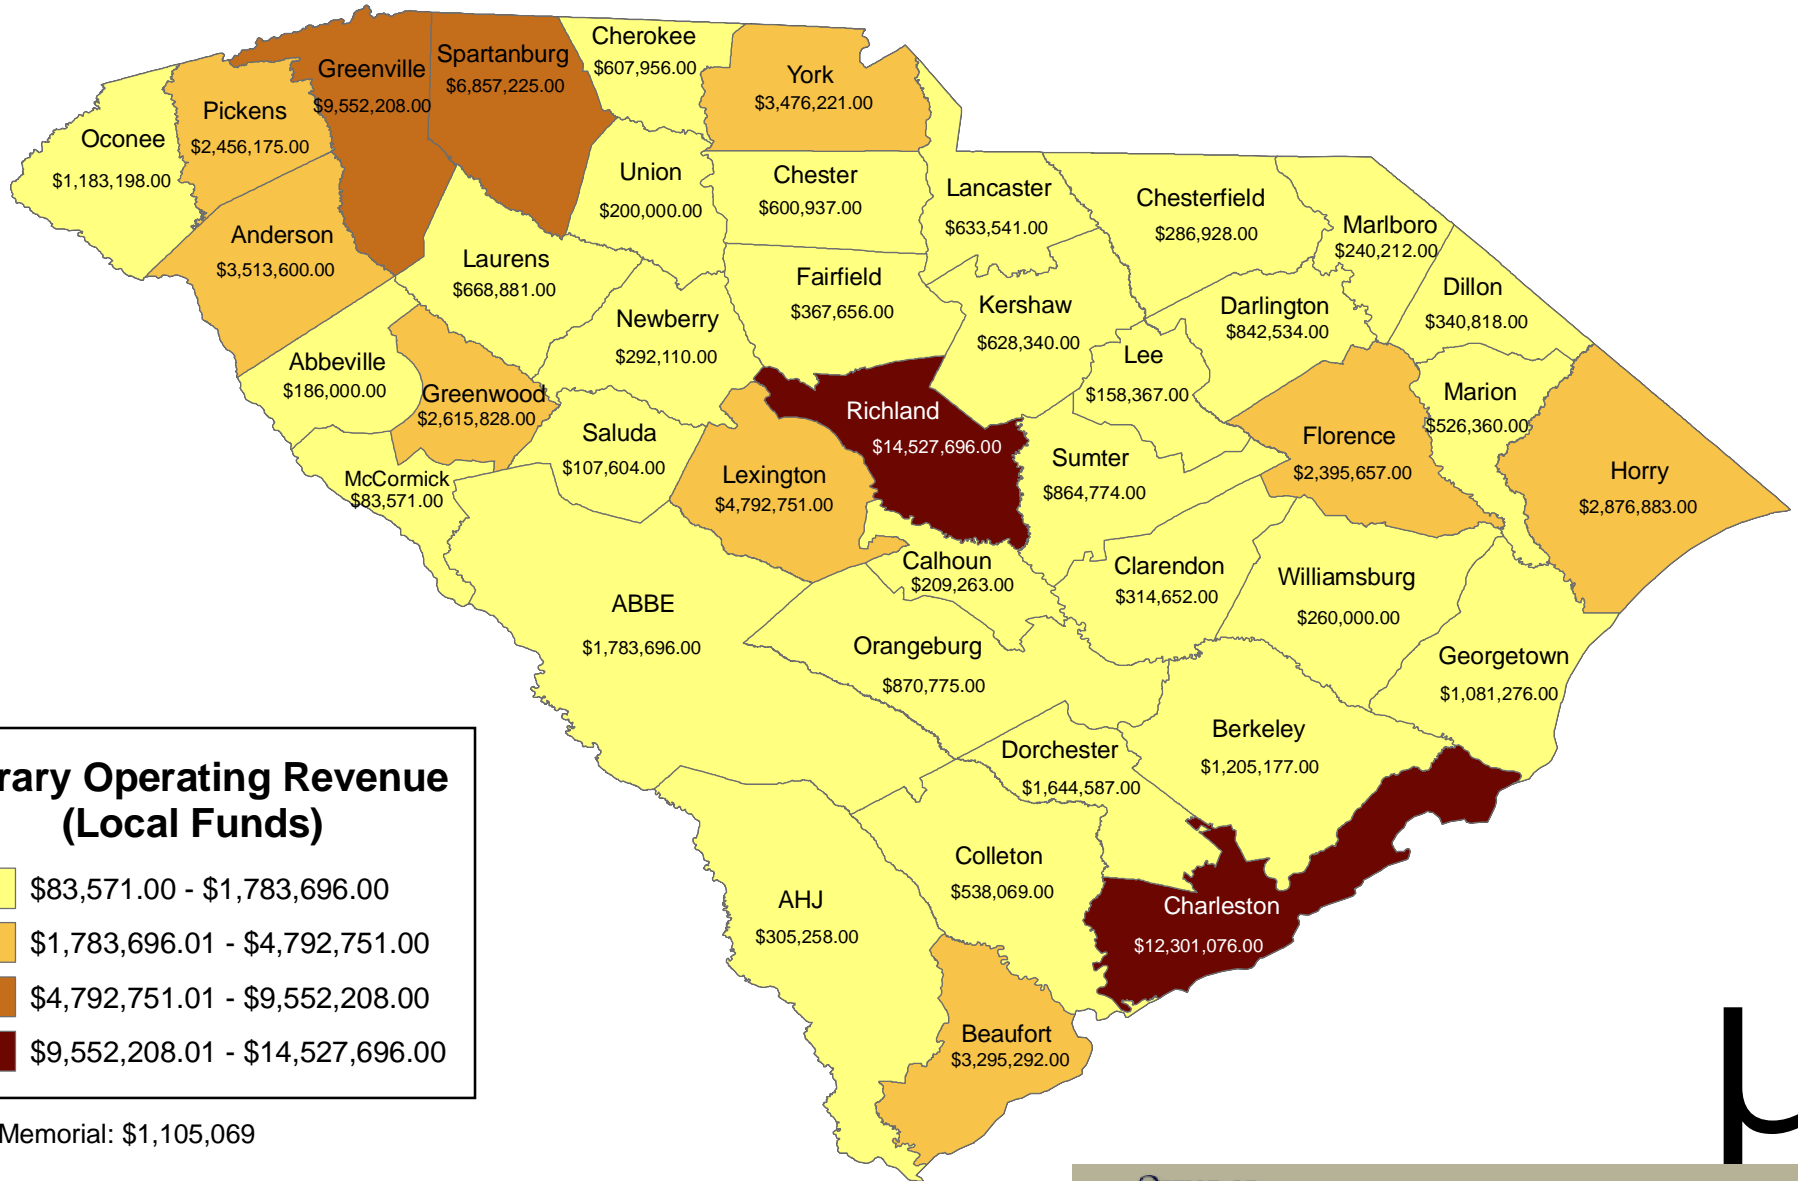 Cherokee
$607,956.00
Spartanburg
$6,857,225.00
Greenville
$9,552,208.00
York
$3,476,221.00
Pickens
$2,456,175.00
Oconee
$1,183,198.00
Union
$200,000.00
Chester
$600,937.00
Lancaster
$633,541.00
Chesterfield
$286,928.00
Marlboro
$240,212.00
Anderson
$3,513,600.00
Laurens
$668,881.00
Fairfield
$367,656.00
Dillon
$340,818.00
Kershaw
$628,340.00
Darlington
$842,534.00
Newberry
$292,110.00
Lee
$158,367.00
Abbeville
$186,000.00
Greenwood
$2,615,828.00
Marion
$526,360.00
Richland
$14,527,696.00
Saluda
$107,604.00
Florence
$2,395,657.00
Sumter
$864,774.00
Horry
$2,876,883.00
Lexington
$4,792,751.00
McCormick
$83,571.00
Calhoun
$209,263.00
Clarendon
$314,652.00
Williamsburg
$260,000.00
ABBE
$1,783,696.00
Orangeburg
$870,775.00
Georgetown
$1,081,276.00
Berkeley
$1,205,177.00
Dorchester
$1,644,587.00
Colleton
$538,069.00
AHJ
$305,258.00
Charleston
$12,301,076.00
Beaufort
$3,295,292.00
rary Operating Revenue
(Local Funds)
$83,571.00 - $1,783,696.00
$1,783,696.01 - $4,792,751.00
$4,792,751.01 - $9,552,208.00
$9,552,208.01 - $14,527,696.00
Memorial: $1,105,069
µ